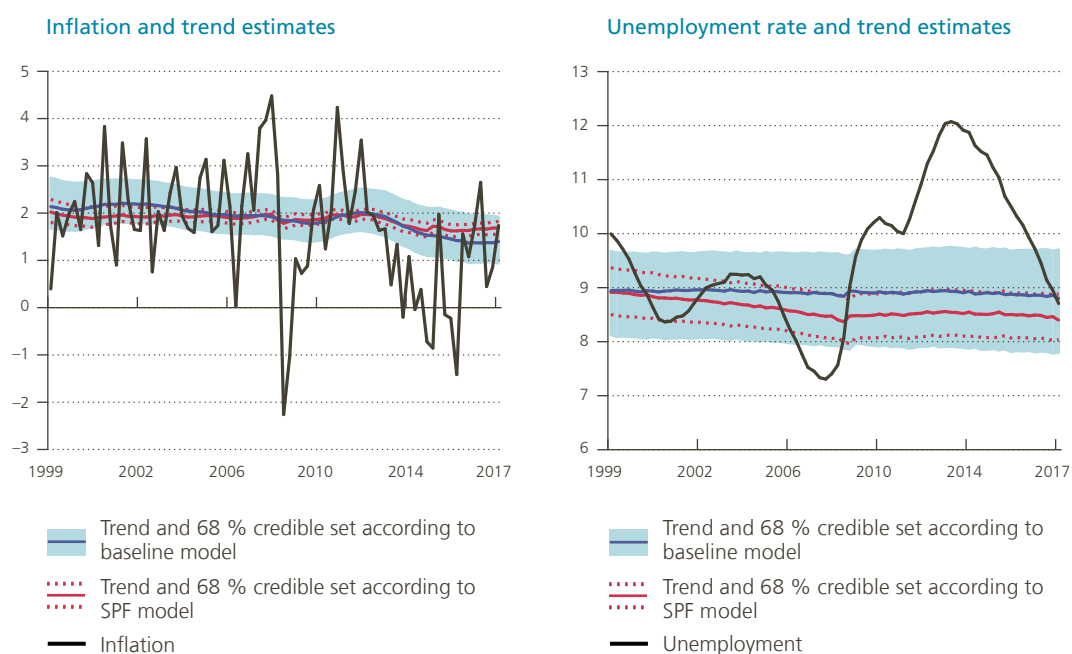 Inflation and trend estimates
5
4
3
2
1
0
–1
–2
–3
1999 2002 2006 2010 2014 2017
Trend and 68 % credible set according to
baseline model
Trend and 68 % credible set according to
SPF model
Inflation
Unemployment rate and trend estimates
13
12
11
10
9
8
7
6
1999 2002 2006 2010 2014 2017
Trend and 68 % credible set according to
baseline model
Trend and 68 % credible set according to
SPF model
Unemployment